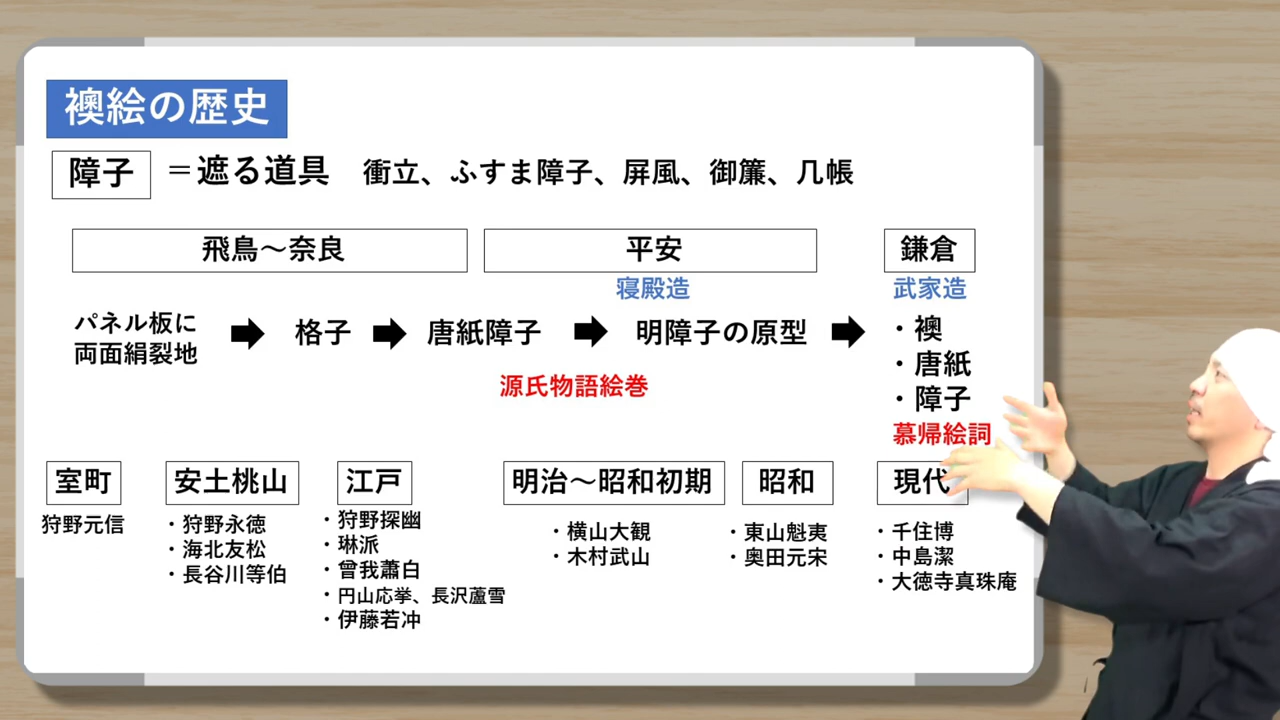 襖絵の歴史
障子 ＝遮る道具 衝立、ふすま障子、屏風、御簾、几帳
飛鳥～奈良 平安 鎌倉
寝殿造 武家造
パネル板に
両面絹裂地
➡ 格子 ➡ 唐紙障子 ➡ 明障子の原型 ➡
・襖
・唐紙
・障子
源氏物語絵巻
慕帰絵詞
室町
狩野元信
安土桃山
・狩野永徳
・海北友松
・長谷川等伯
江戸
・狩野探幽
・琳派
・曾我蕭白
・円山応挙、長沢蘆雪
・伊藤若冲
明治～昭和初期
・横山大観
・木村武山
昭和
・東山魁夷
・奥田元宋
現代
・千住博
・中島潔
・大徳寺真珠庵